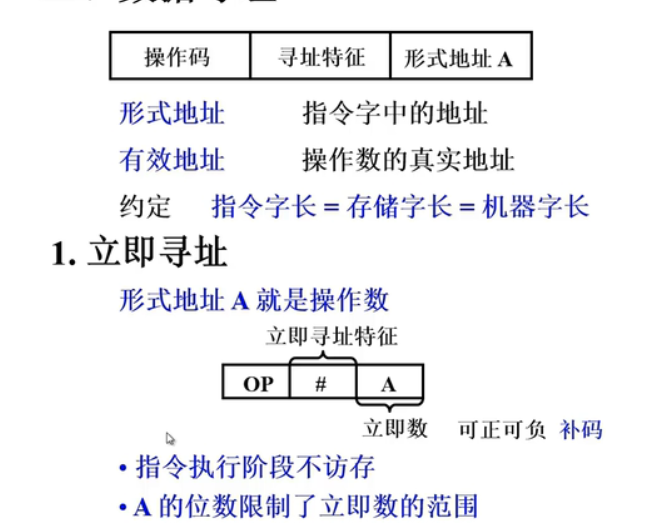 操作码 寻址特征 形式地址 A
形式地址 指令字中的地址
有效地址 操作数的真实地址
约定 指令字长 = 存储字长 = 机器字长
1. 立即寻址
形式地址 A 就是操作数
立即寻址特征
OP # A
立即数 可正可负 补码
• 指令执行阶段不访存
• A 的位数限制了立即数的范围